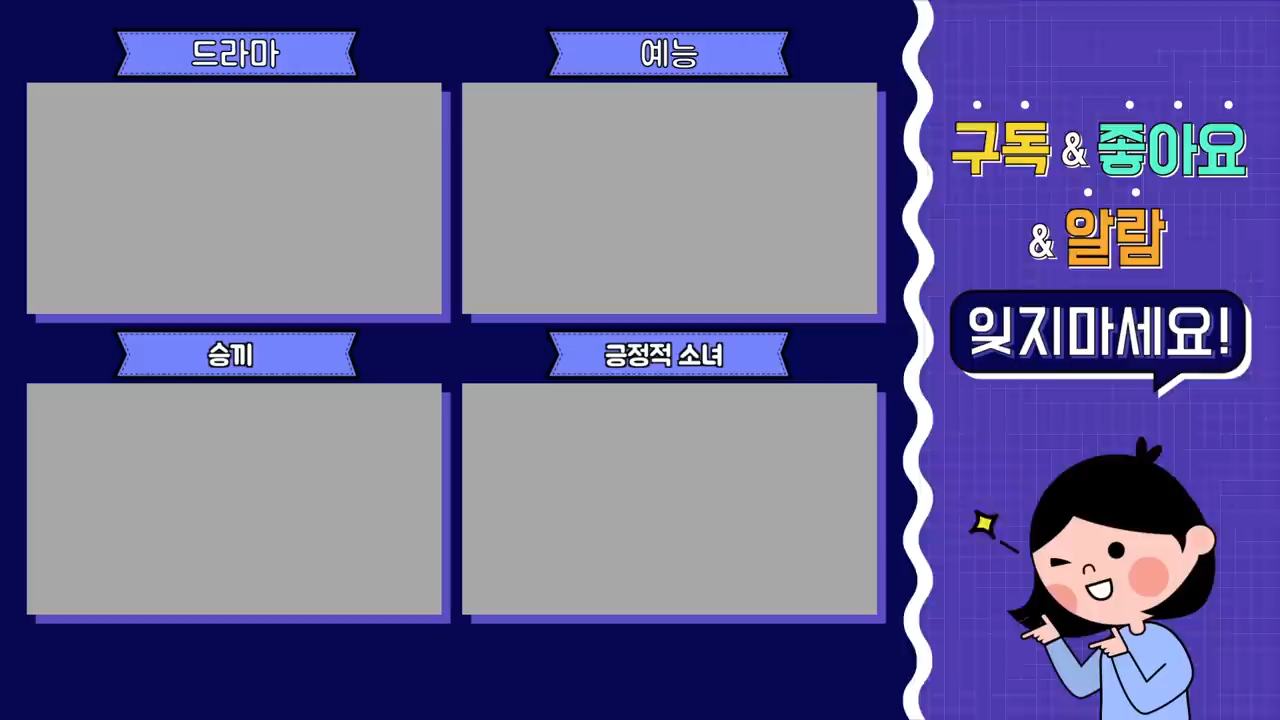 드라마
예능
승끼
긍정적 소녀
구독 & 좋아요
& 알람
잊지마세요!